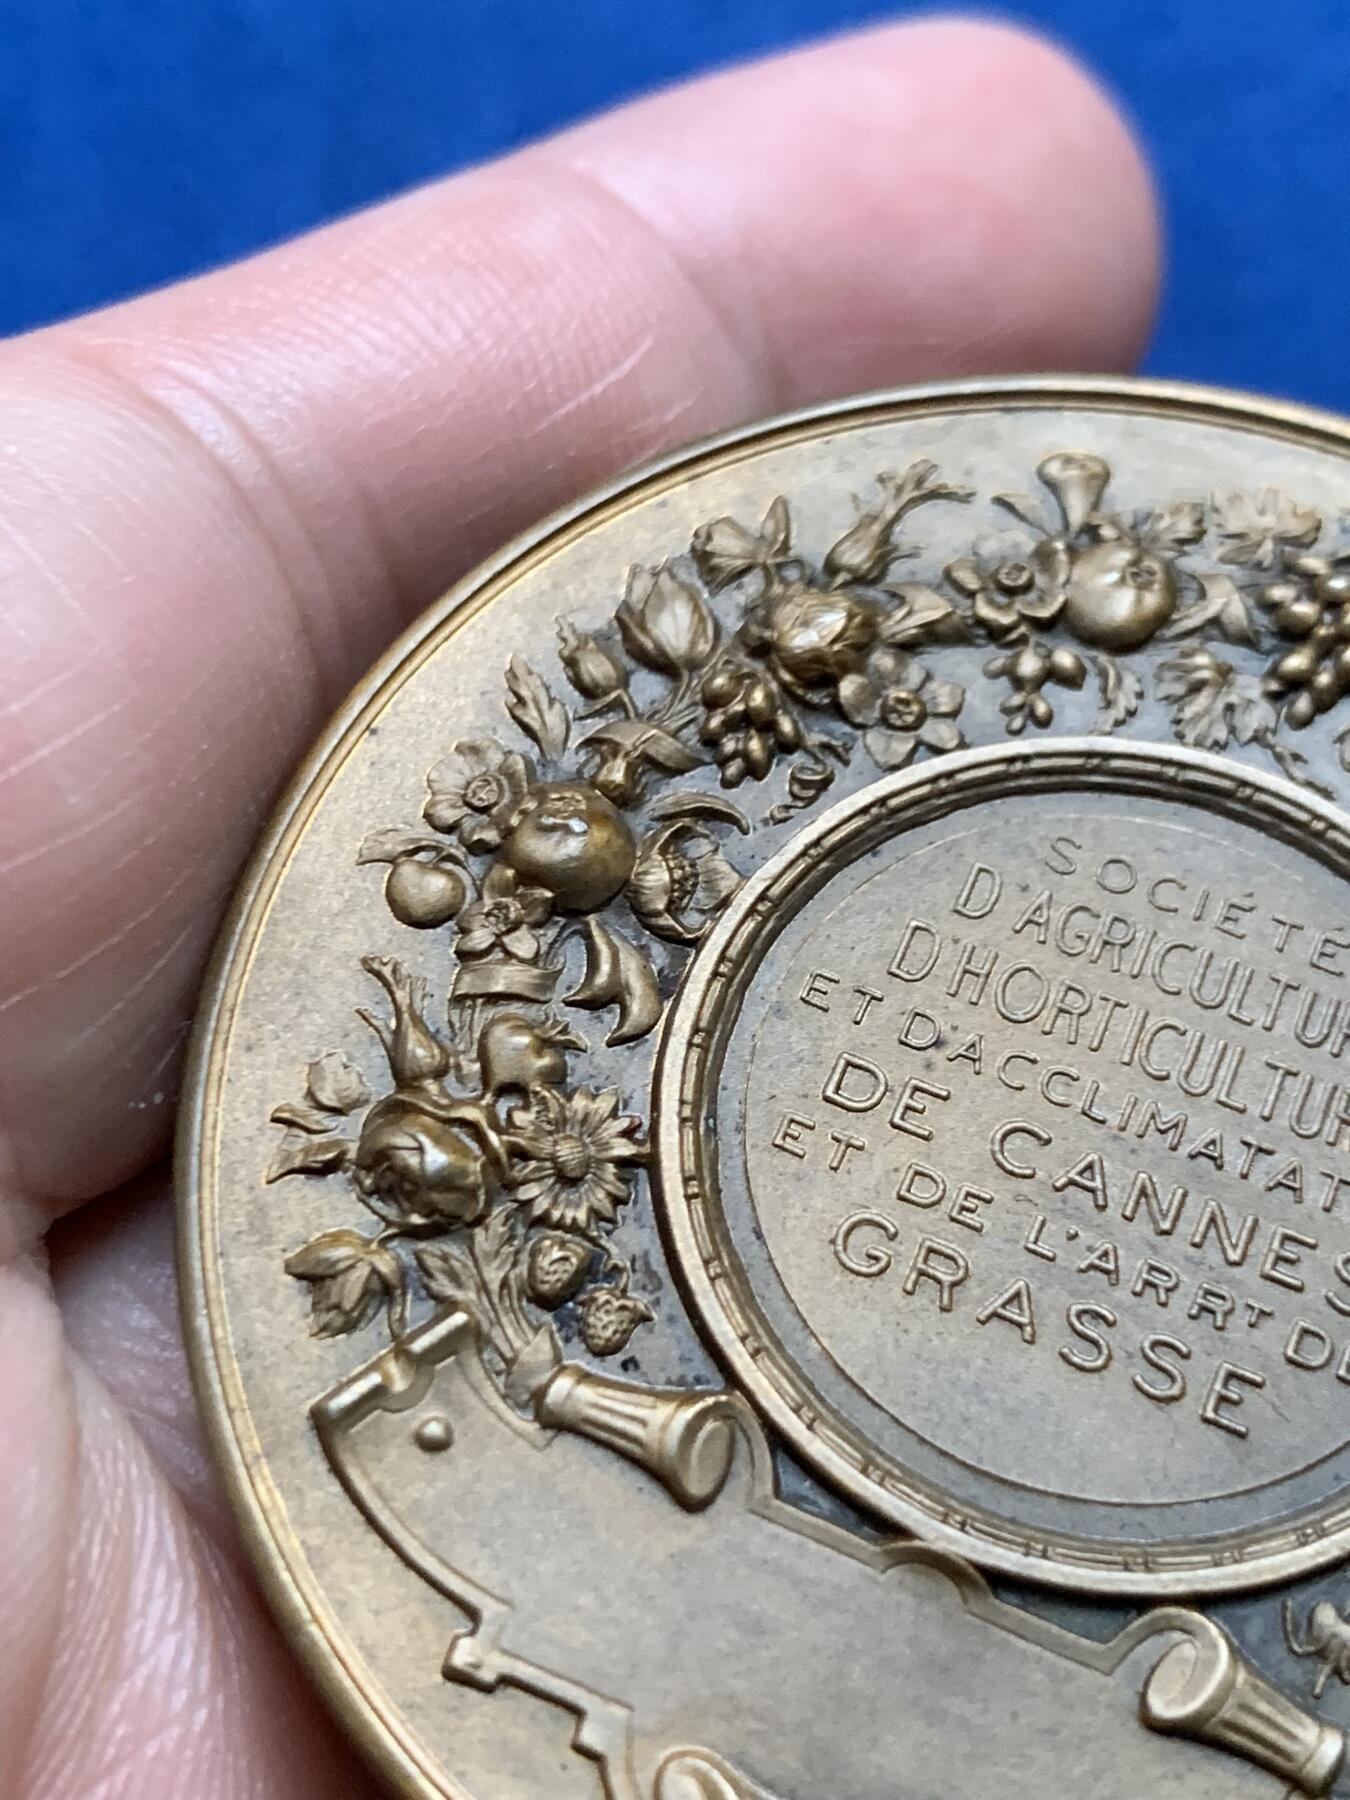 SOCIÉTÉ
D'AGRICULTUR
D'HORTICULTUR
ET D'ACCLIMATAT
DE CANNES
ET DE L'ARRT DE
GRASSE